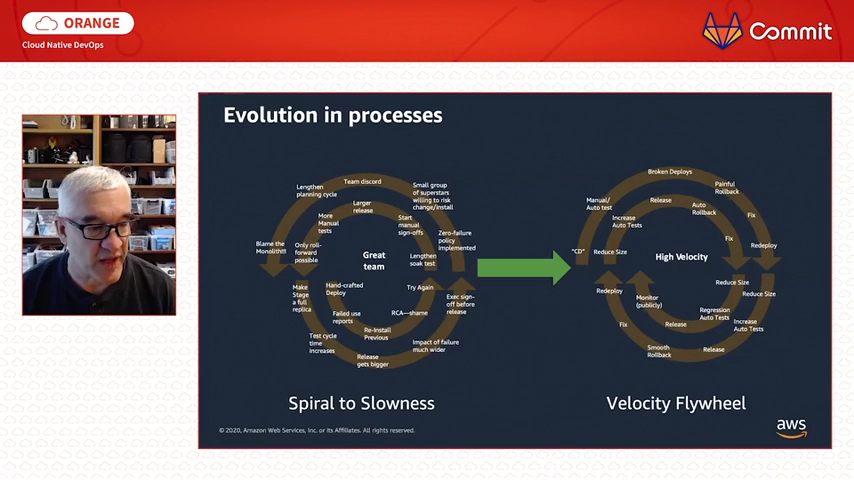 ORANGE
Cloud Native DevOps
Commit
Evolution in processes
Team discord
Lengthen
planning cycle
Small group
of superstars
willing to risk
change/install
Larger
release
More
Manual
tests
Start
manual
sign-offs
Zero-failure
policy
implemented
Blame the
Monolith!!!
Only roll-
forward
possible
Great
team
Lengthen
soak test
Make
Stage
a full
replica
Hand-crafted
Deploy
Try Again
Exec sign-
off before
release
Failed use
reports
RCA—shame
Re-Install
Previous
Test cycle
time
increases
Impact of failure
much wider
Release
gets bigger
Spiral to Slowness
Broken Deploys
Painful
Rollback
Manual/
Auto test
Release
Auto
Rollback
Fix
Increase
Auto Tests
Fix
Redeploy
"CD"
Reduce Size
High Velocity
Reduce Size
Reduce Size
Redeploy
Monitor
(publicly)
Regression
Auto Tests
Increase
Auto Tests
Fix
Release
Smooth
Rollback
Release
Velocity Flywheel
© 2020, Amazon Web Services, Inc. or its Affiliates. All rights reserved.
aws